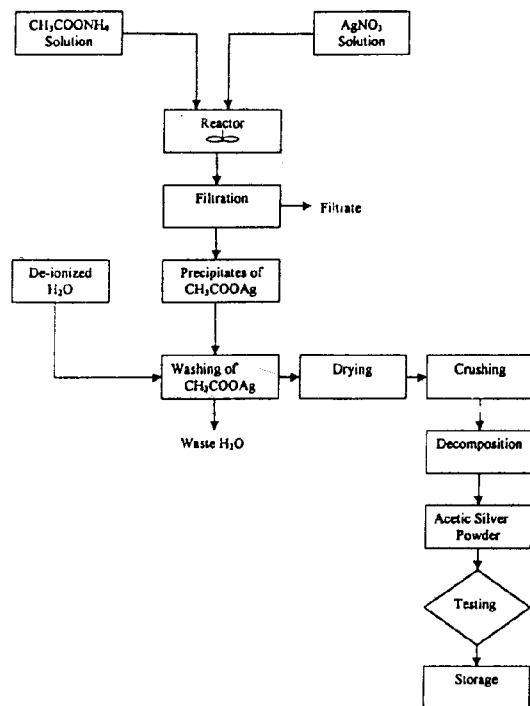 CH₃COONH₄
Solution
AgNO₃
Solution
Reactor
Filtration
Filtrate
De-ionized
H₂O
Precipitates of
CH₃COOAg
Washing of
CH₃COOAg
Drying
Crushing
Waste H₂O
Decomposition
Acetic Silver
Powder
Testing
Storage